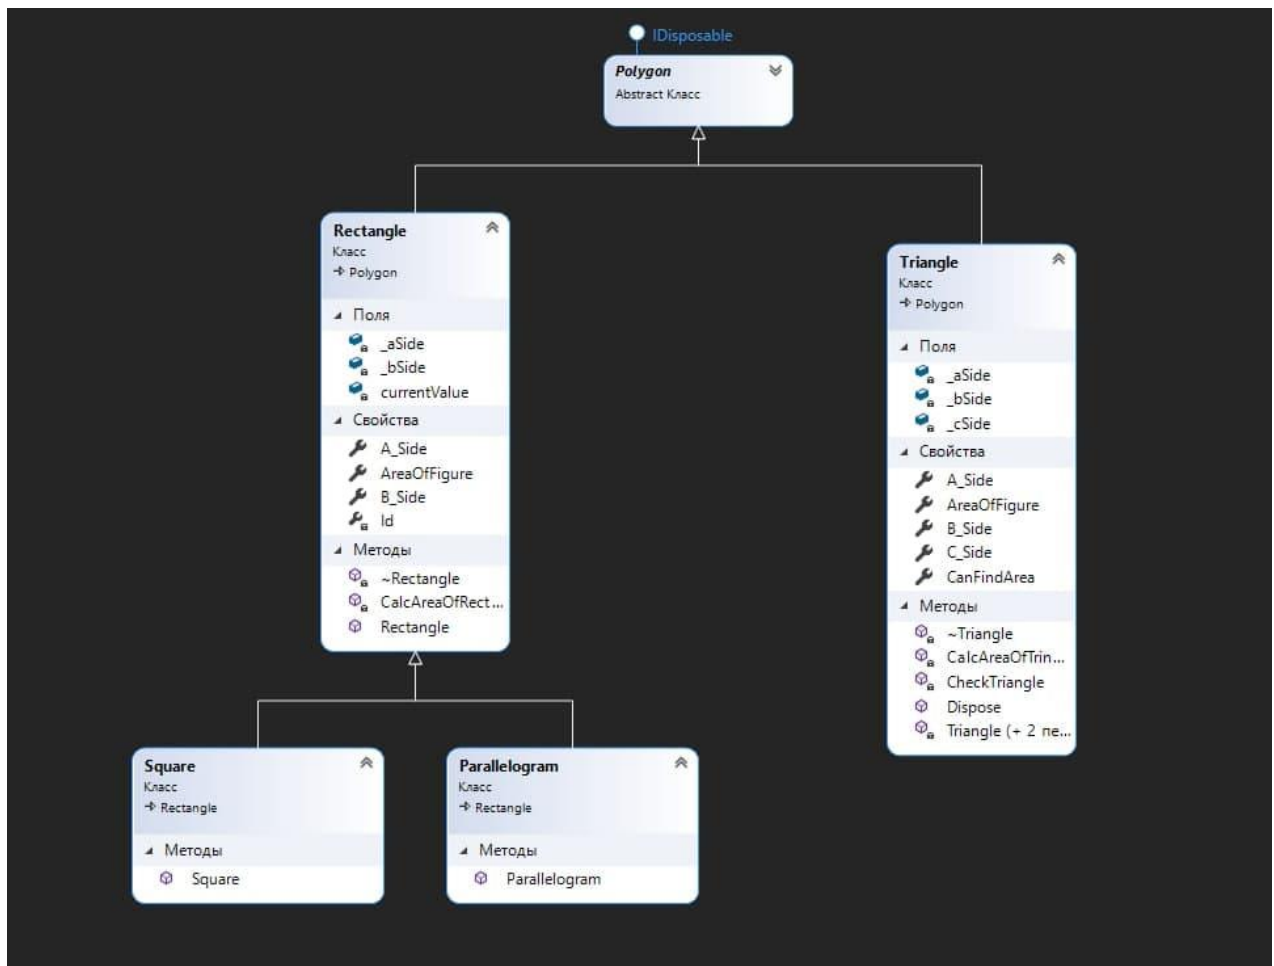 IDisposable
Polygon
Abstract Класс
Rectangle
Класс
Polygon
Поля
_aSide
_bSide
currentValue
Свойства
A_Side
AreaOfFigure
B_Side
Id
Методы
~Rectangle
CalcAreaOfRect...
Rectangle
Triangle
Класс
Polygon
Поля
_aSide
_bSide
_cSide
Свойства
A_Side
AreaOfFigure
B_Side
C_Side
CanFindArea
Методы
~Triangle
CalcAreaOfTrin...
CheckTriangle
Dispose
Triangle (+ 2 пе...
Square
Класс
Rectangle
Методы
Square
Parallelogram
Класс
Rectangle
Методы
Parallelogram